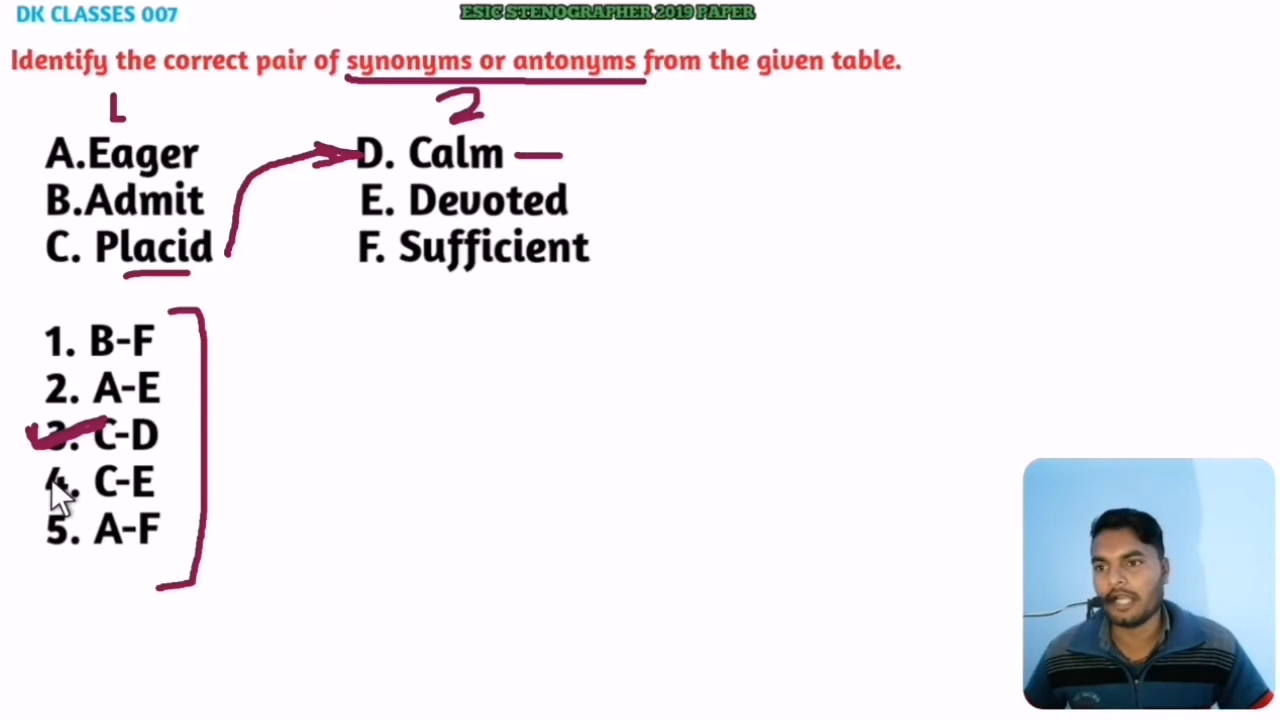 DK CLASSES 007
ESIC STENOGRAPHER 2019 PAPER
Identify the correct pair of synonyms or antonyms from the given table.
1 2
A.Eager D. Calm
B.Admit E. Devoted
C. Placid F. Sufficient
1. B-F
2. A-E
3. C-D
4. C-E
5. A-F